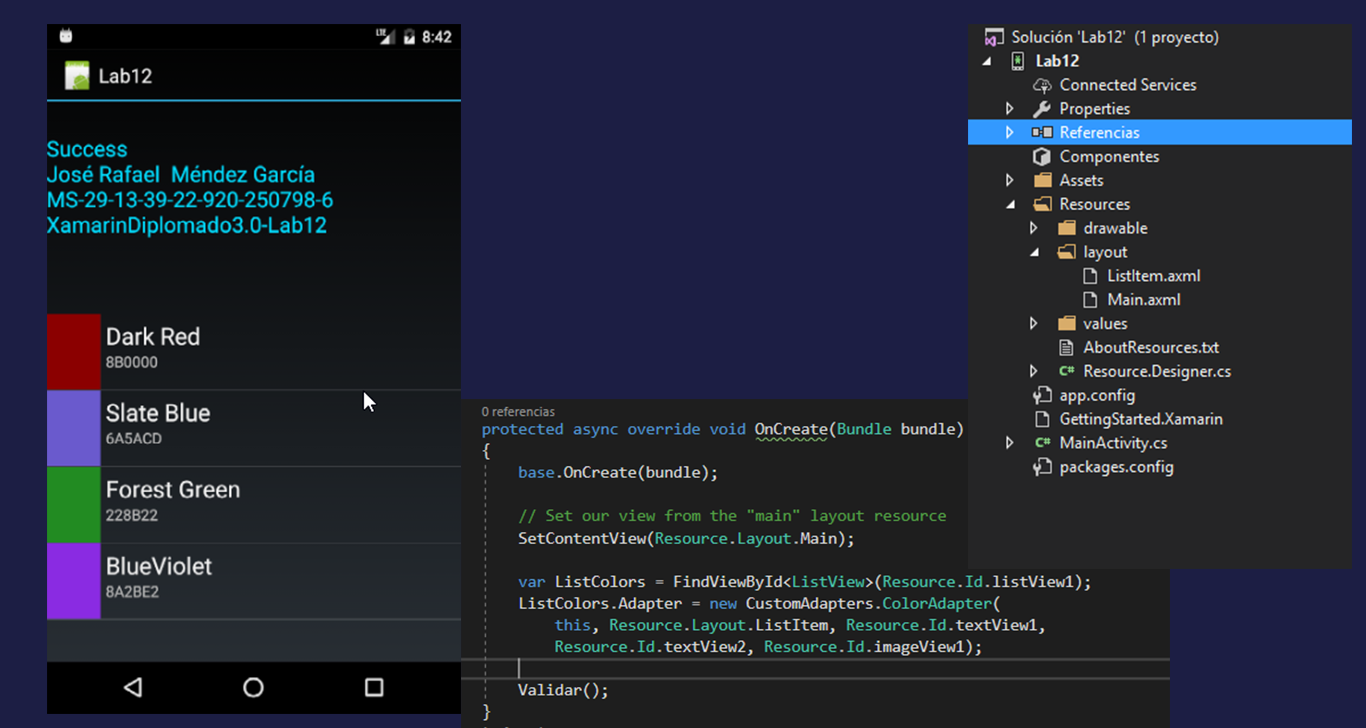 LTE 8:42
Lab12
Success
José Rafael  Méndez García
MS-29-13-39-22-920-250798-6
XamarinDiplomado3.0-Lab12
Dark Red
8B0000
Slate Blue
6A5ACD
Forest Green
228B22
BlueViolet
8A2BE2
0 referencias
protected async override void OnCreate(Bundle bundle)
{
base.OnCreate(bundle);
// Set our view from the "main" layout resource
SetContentView(Resource.Layout.Main);
var ListColors = FindViewById<ListView>(Resource.Id.listView1);
ListColors.Adapter = new CustomAdapters.ColorAdapter(
this, Resource.Layout.ListItem, Resource.Id.textView1,
Resource.Id.textView2, Resource.Id.imageView1);
Validar();
}
Solución 'Lab12' (1 proyecto)
Lab12
Connected Services
Properties
Referencias
Componentes
Assets
Resources
drawable
layout
ListItem.axml
Main.axml
values
AboutResources.txt
C# Resource.Designer.cs
app.config
GettingStarted.Xamarin
C# MainActivity.cs
packages.config